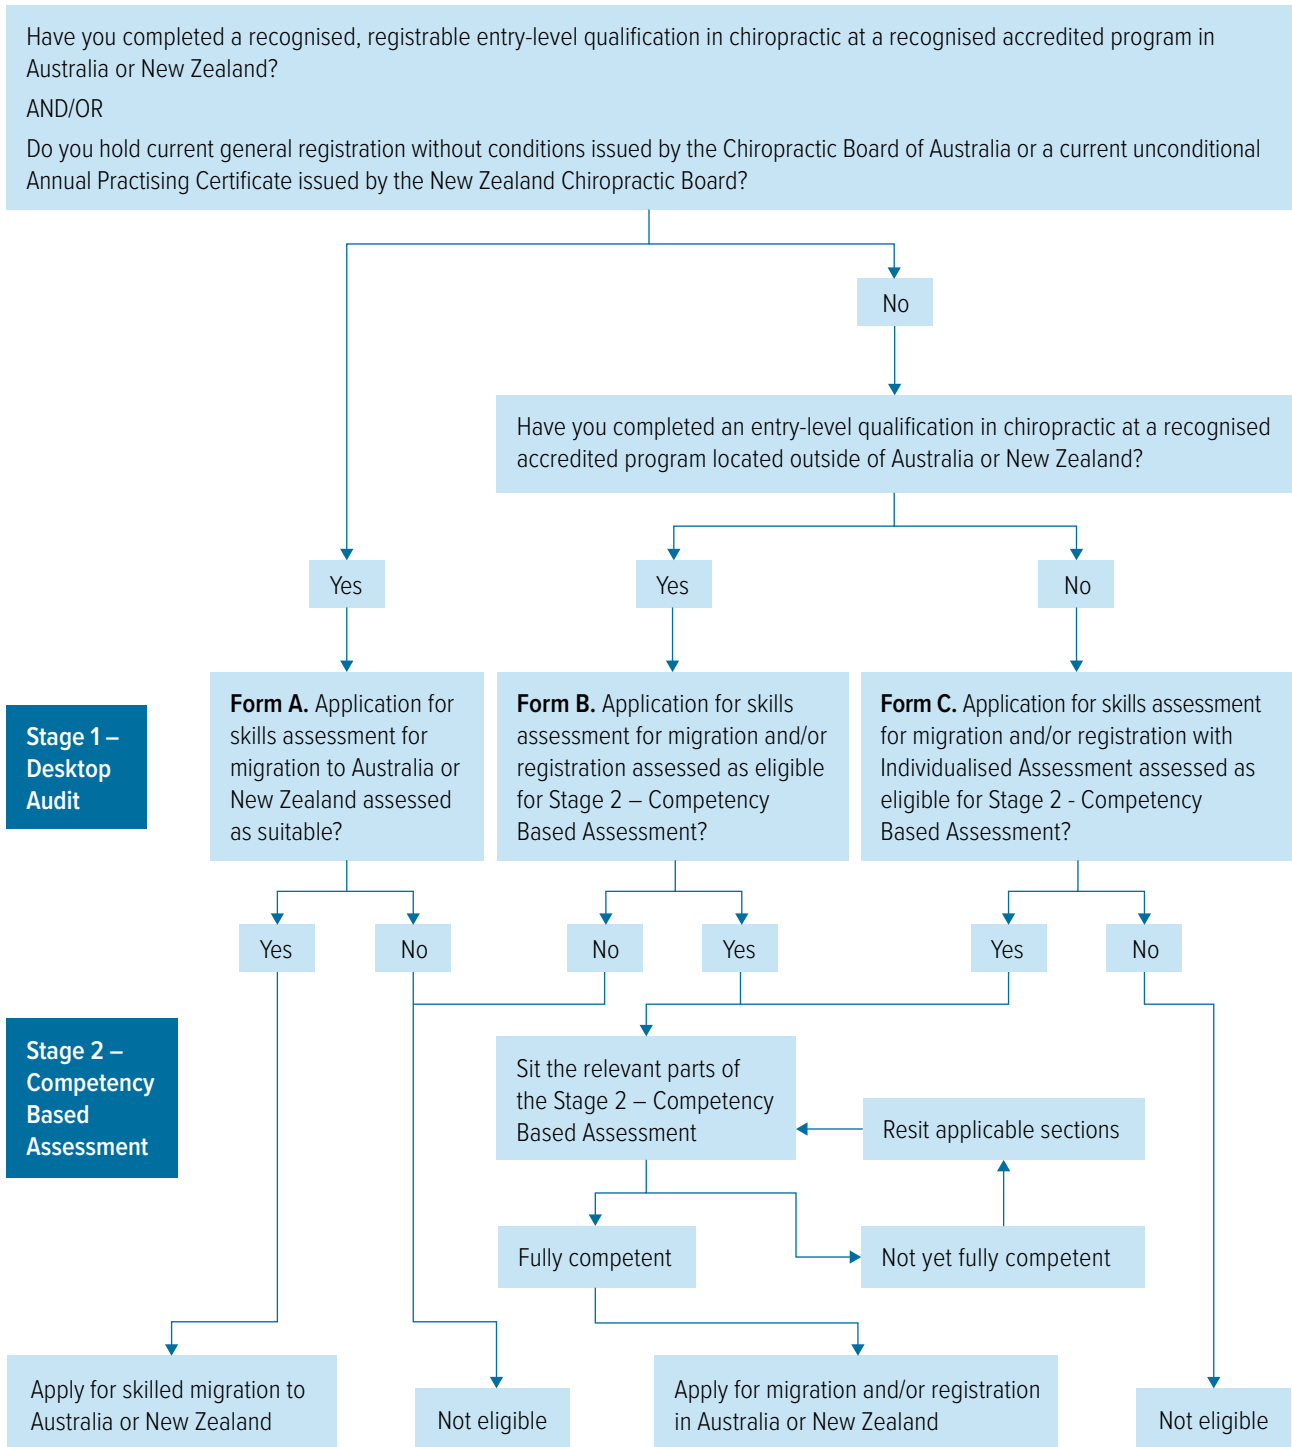 Have you completed a recognised, registrable entry-level qualification in chiropractic at a recognised accredited program in
Australia or New Zealand?
AND/OR
Do you hold current general registration without conditions issued by the Chiropractic Board of Australia or a current unconditional
Annual Practising Certificate issued by the New Zealand Chiropractic Board?
No
Have you completed an entry-level qualification in chiropractic at a recognised
accredited program located outside of Australia or New Zealand?
Yes
Yes
No
Stage 1 –
Desktop
Audit
Form A. Application for
skills assessment for
migration to Australia or
New Zealand assessed
as suitable?
Form B. Application for skills
assessment for migration and/or
registration assessed as eligible
for Stage 2 – Competency
Based Assessment?
Form C. Application for skills assessment
for migration and/or registration with
Individualised Assessment assessed as
eligible for Stage 2 - Competency
Based Assessment?
Yes
No
No
Yes
Yes
No
Stage 2 –
Competency
Based
Assessment
Sit the relevant parts of
the Stage 2 – Competency
Based Assessment
Resit applicable sections
Fully competent
Not yet fully competent
Apply for skilled migration to
Australia or New Zealand
Not eligible
Apply for migration and/or registration
in Australia or New Zealand
Not eligible